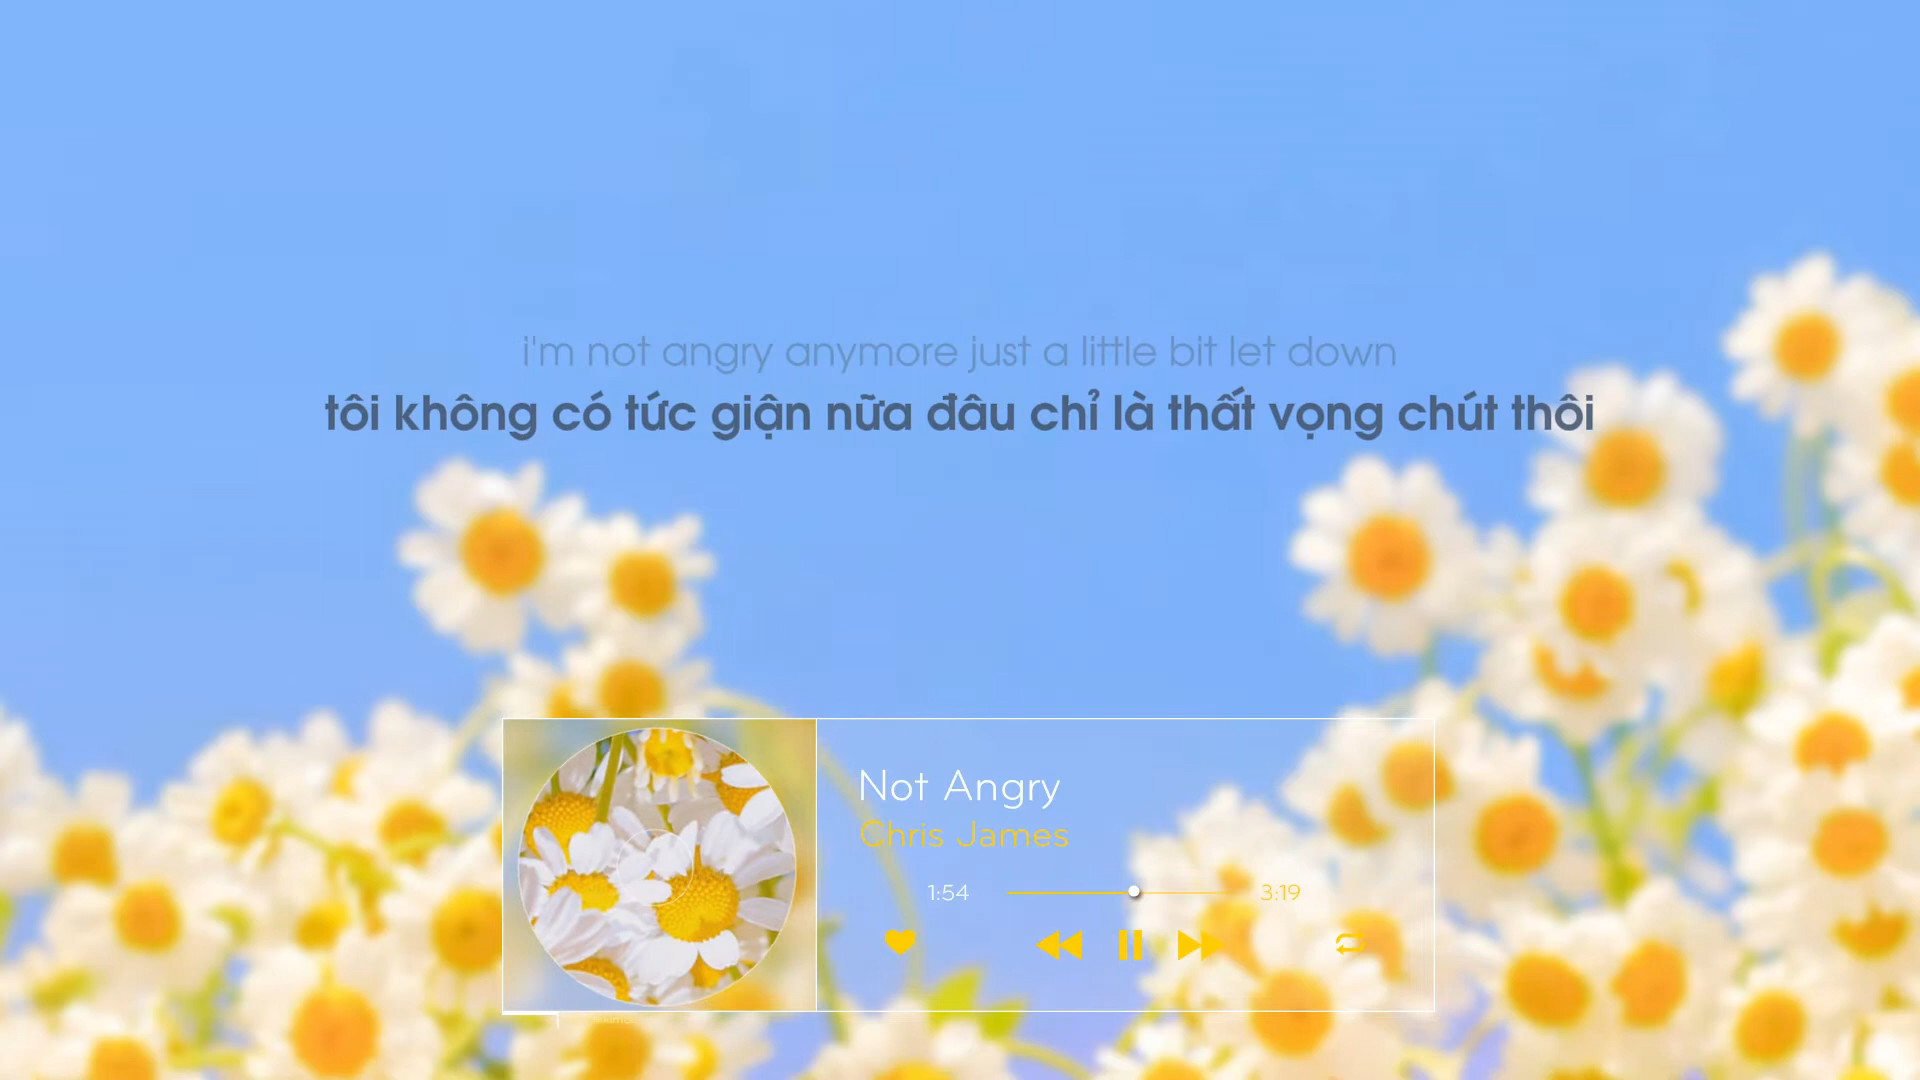 i'm not angry anymore just a little bit let down
tôi không có tức giận nữa đâu chỉ là thất vọng chút thôi
Not Angry
Chris James
1:54
3:19